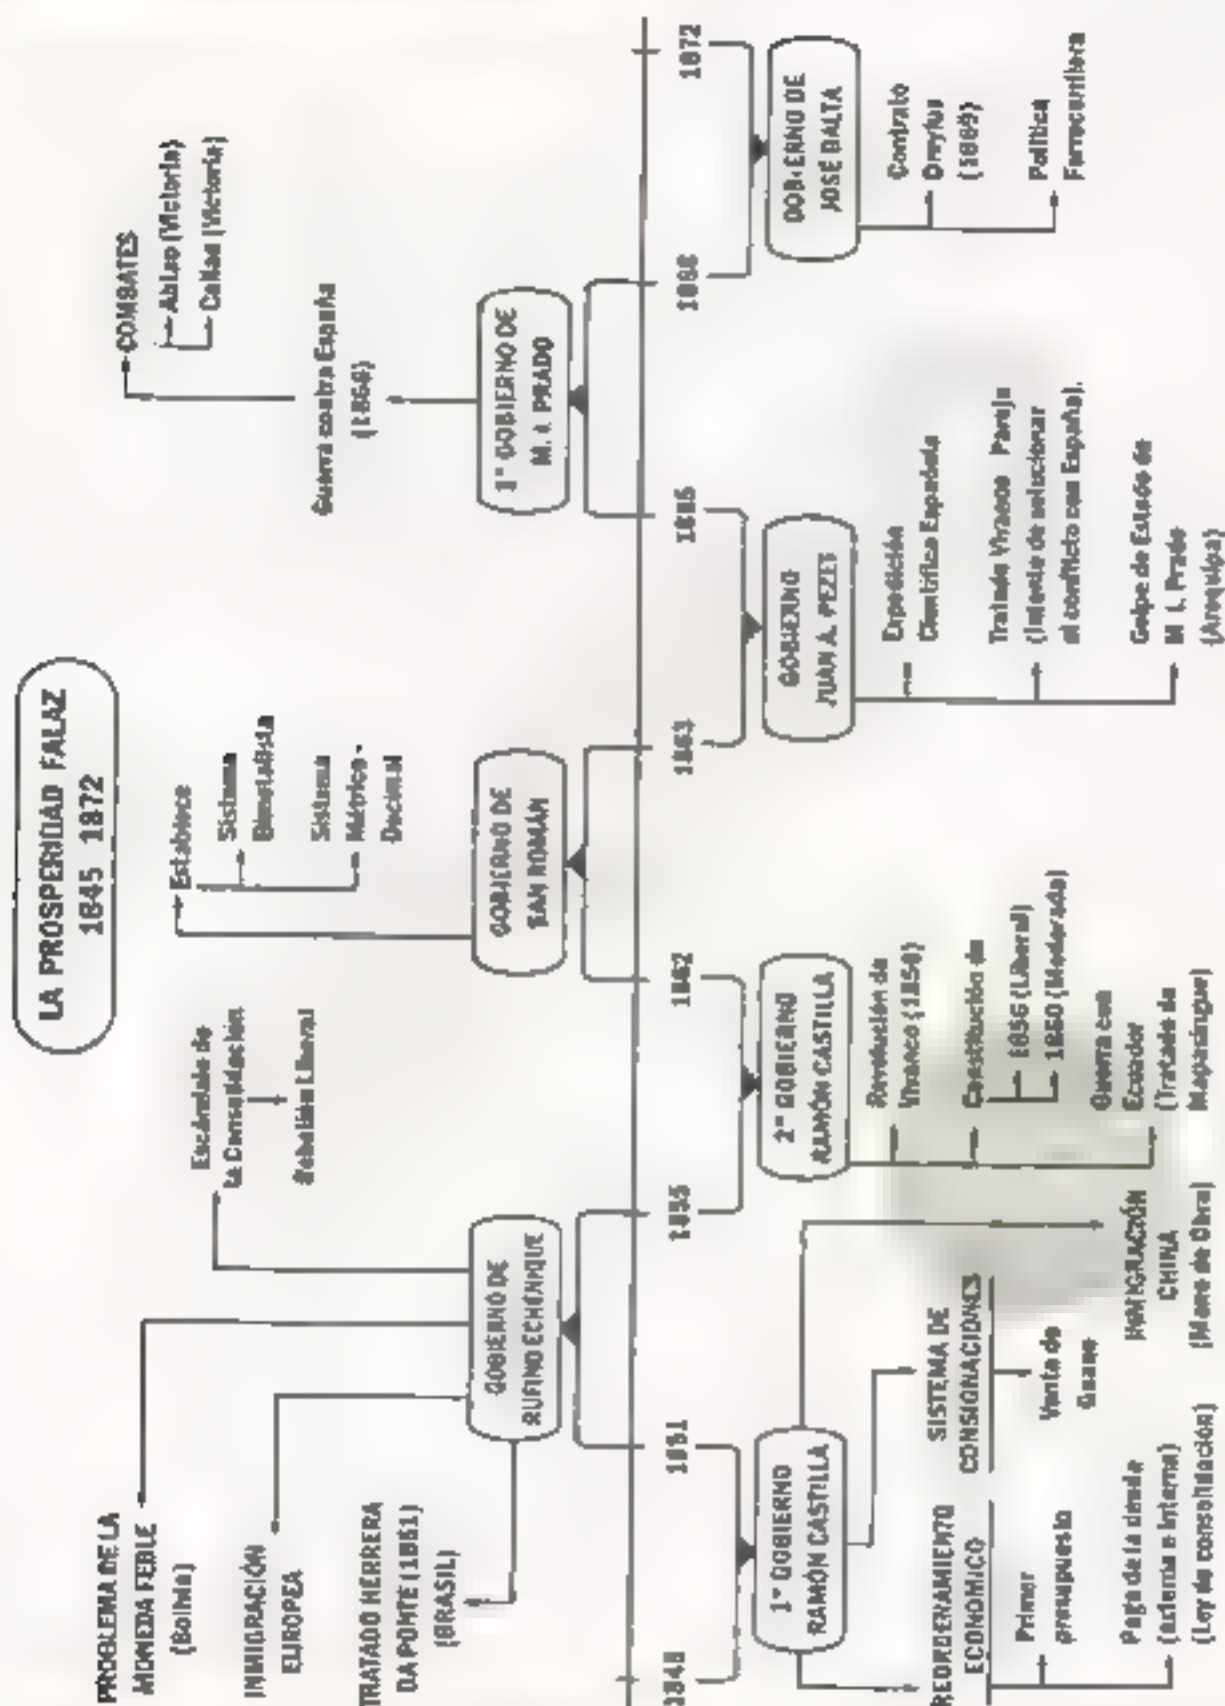 LA PROSPERIDAD FALAZ
1845 1872
PROBLEMA DE LA
MONEDA FEBLE
(Bolivia)
INMIGRACIÓN
EUROPEA
TRATADO HERRERA
DA PONTE (1851)
(BRASIL)
Escándalo de
la Consolidación
Rebelión Liberal
GOBIERNO DE
RUFINO ECHENIQUE
Establece
Sistema
Bimetalista
Sistema
Métrico -
Decimal
GOBIERNO DE
SAN ROMÁN
COMBATES
Abtao (Victoria)
Callao (Victoria)
Guerra contra España
(1866)
1° GOBIERNO DE
M. I. PRADO
1845
1851
1855
1862
1863
1865
1868
1872
1° GOBIERNO
RAMÓN CASTILLA
REORDENAMIENTO
ECONOMICO
Primer
presupuesto
Pago de la deuda
(externa e interna)
(Ley de consolidación)
SISTEMA DE
CONSIGNACIONES
Venta de
Guano
INMIGRACIÓN
CHINA
(Mano de Obra)
2° GOBIERNO
RAMÓN CASTILLA
Revolución de
Vivanco
Constitución de
1856 (Liberal)
1860 (Moderada)
Guerra con
Ecuador
(Tratado de
Mapasingue)
GOBIERNO
JUAN A. PEZET
Expedición
Científica Española
Tratado Vivanco Pareja
(Intento de solucionar
el conflicto con España).
Golpe de Estado de
M. I. Prado
(Arequipa)
GOBIERNO DE
JOSÉ BALTA
Contrato
Dreyfus
(1869)
Política
Ferrocarrilera